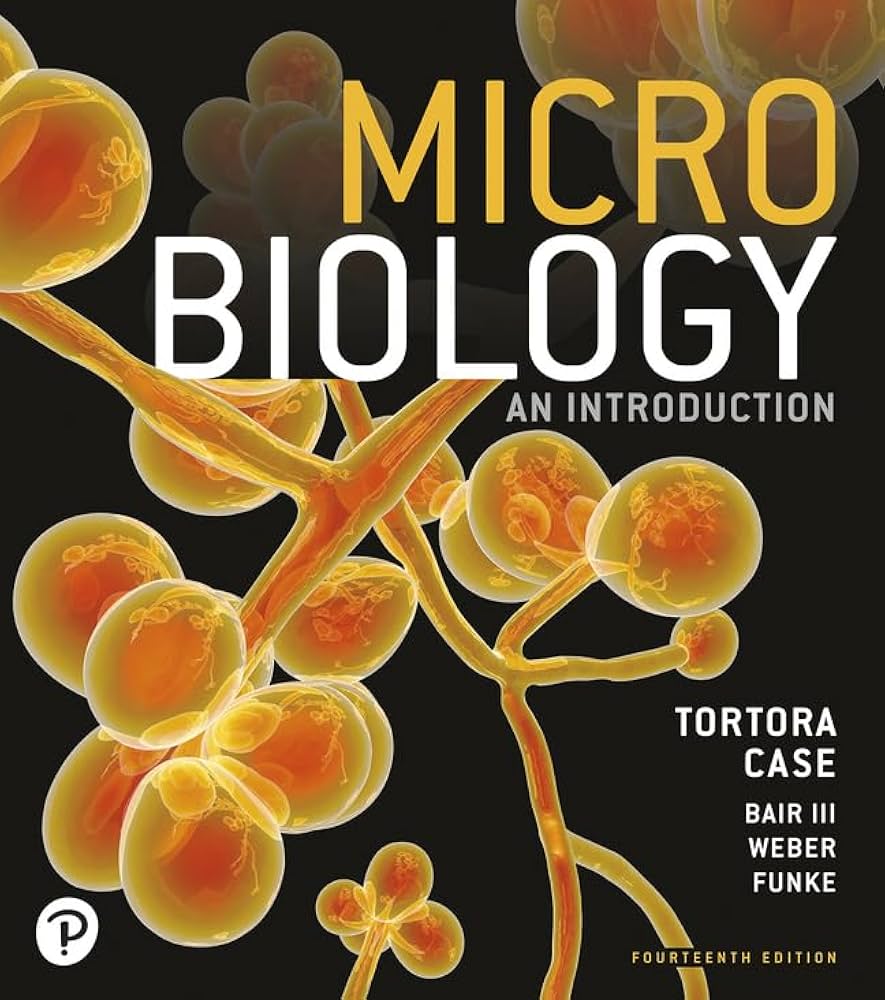 MICRO
BIOLOGY
AN INTRODUCTION
TORTORA
CASE
BAIR III
WEBER
FUNKE
P
FOURTEENTH EDITION